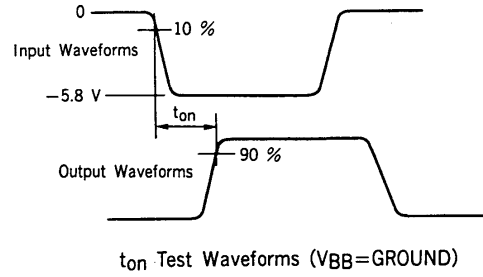 0
10 %
Input Waveforms
−5.8 V
ton
90 %
Output Waveforms
ton Test Waveforms (VBB=GROUND)